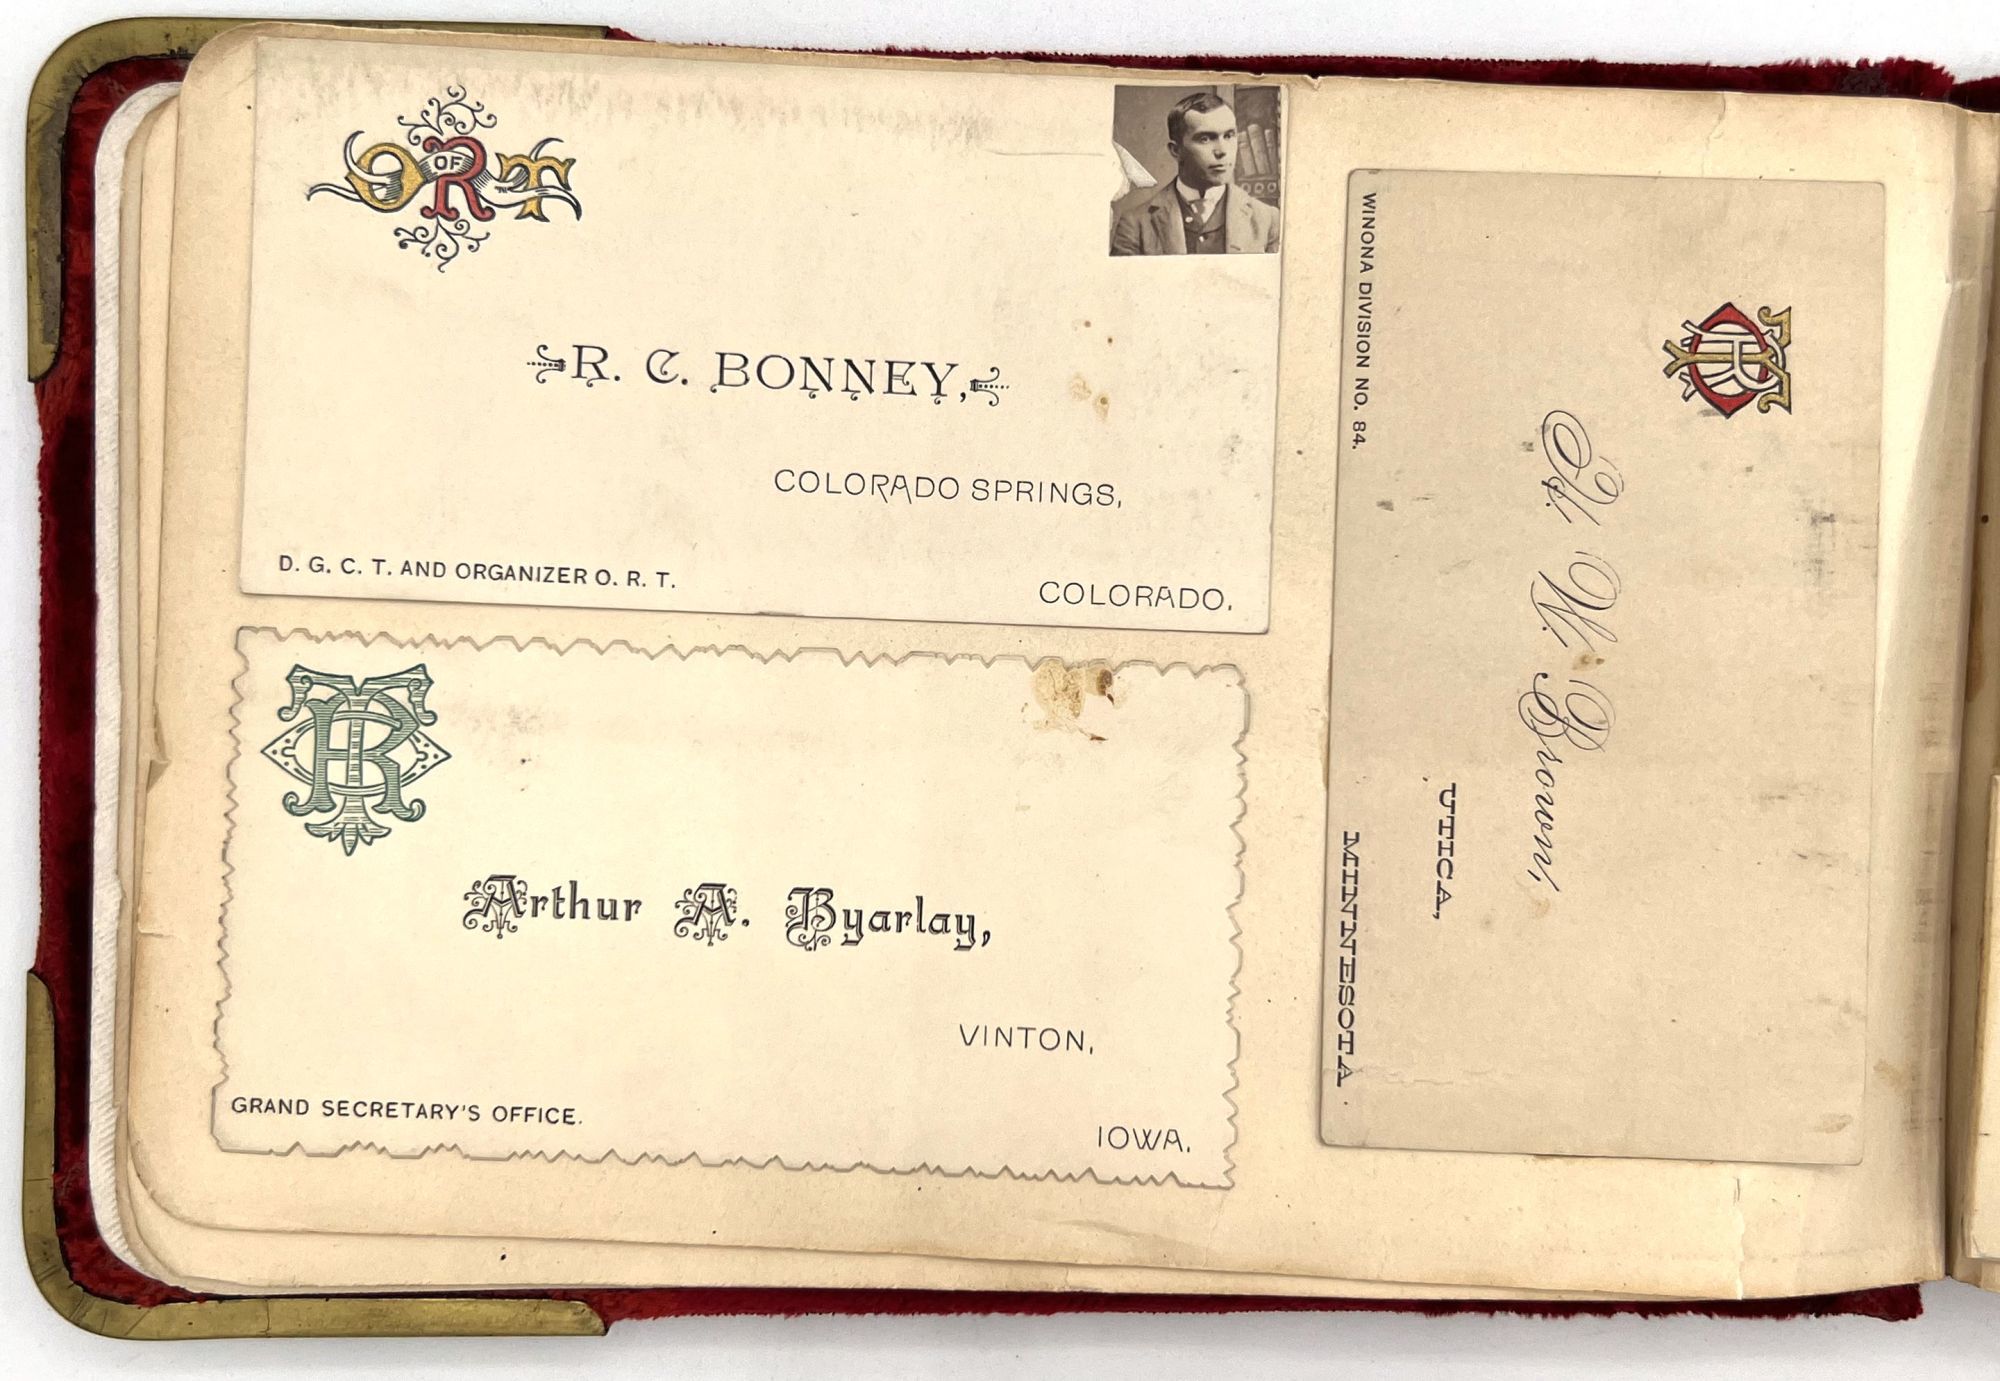 O OF R T
R. C. BONNEY,
COLORADO SPRINGS,
D. G. C. T. AND ORGANIZER O. R. T.
COLORADO.
ORT
Arthur A. Byarlay,
VINTON,
GRAND SECRETARY'S OFFICE.
IOWA.
ORT
H. W. Brown,
UTICA,
WINONA DIVISION NO. 84.
MINNESOTA.